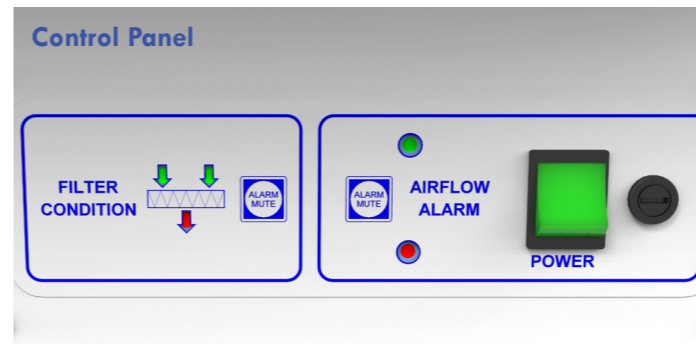 Control Panel
FILTER
CONDITION
ALARM
MUTE
ALARM
MUTE
AIRFLOW
ALARM
POWER